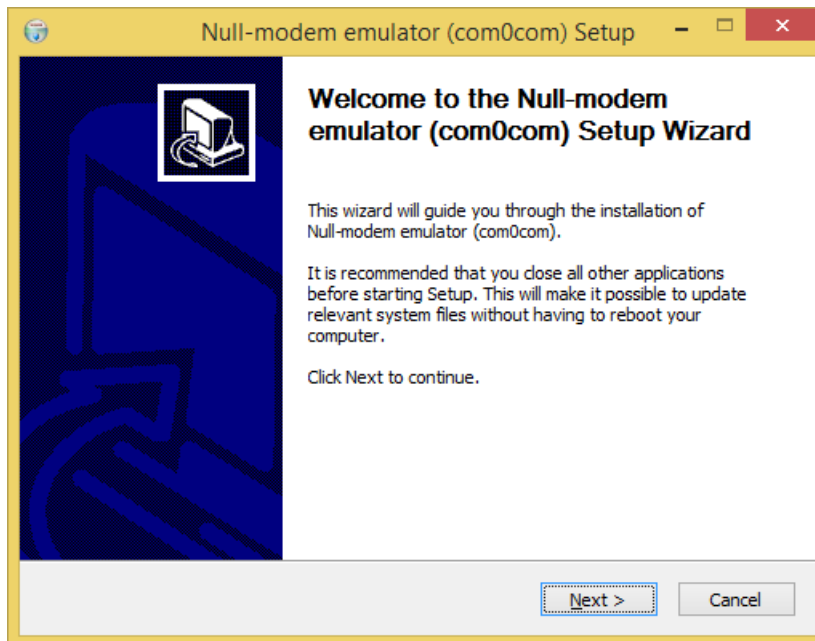 Null-modem emulator (com0com) Setup
Welcome to the Null-modem
emulator (com0com) Setup Wizard
This wizard will guide you through the installation of
Null-modem emulator (com0com).
It is recommended that you close all other applications
before starting Setup. This will make it possible to update
relevant system files without having to reboot your
computer.
Click Next to continue.
Next >
Cancel